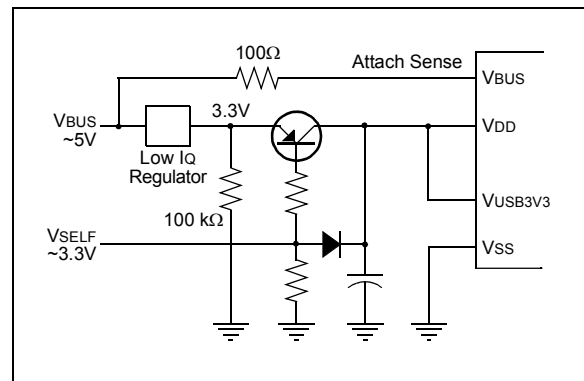 100Ω
Attach Sense
VBUS
VBUS
~5V
3.3V
VDD
Low IQ
Regulator
100 kΩ
VUSB3V3
VSELF
~3.3V
VSS